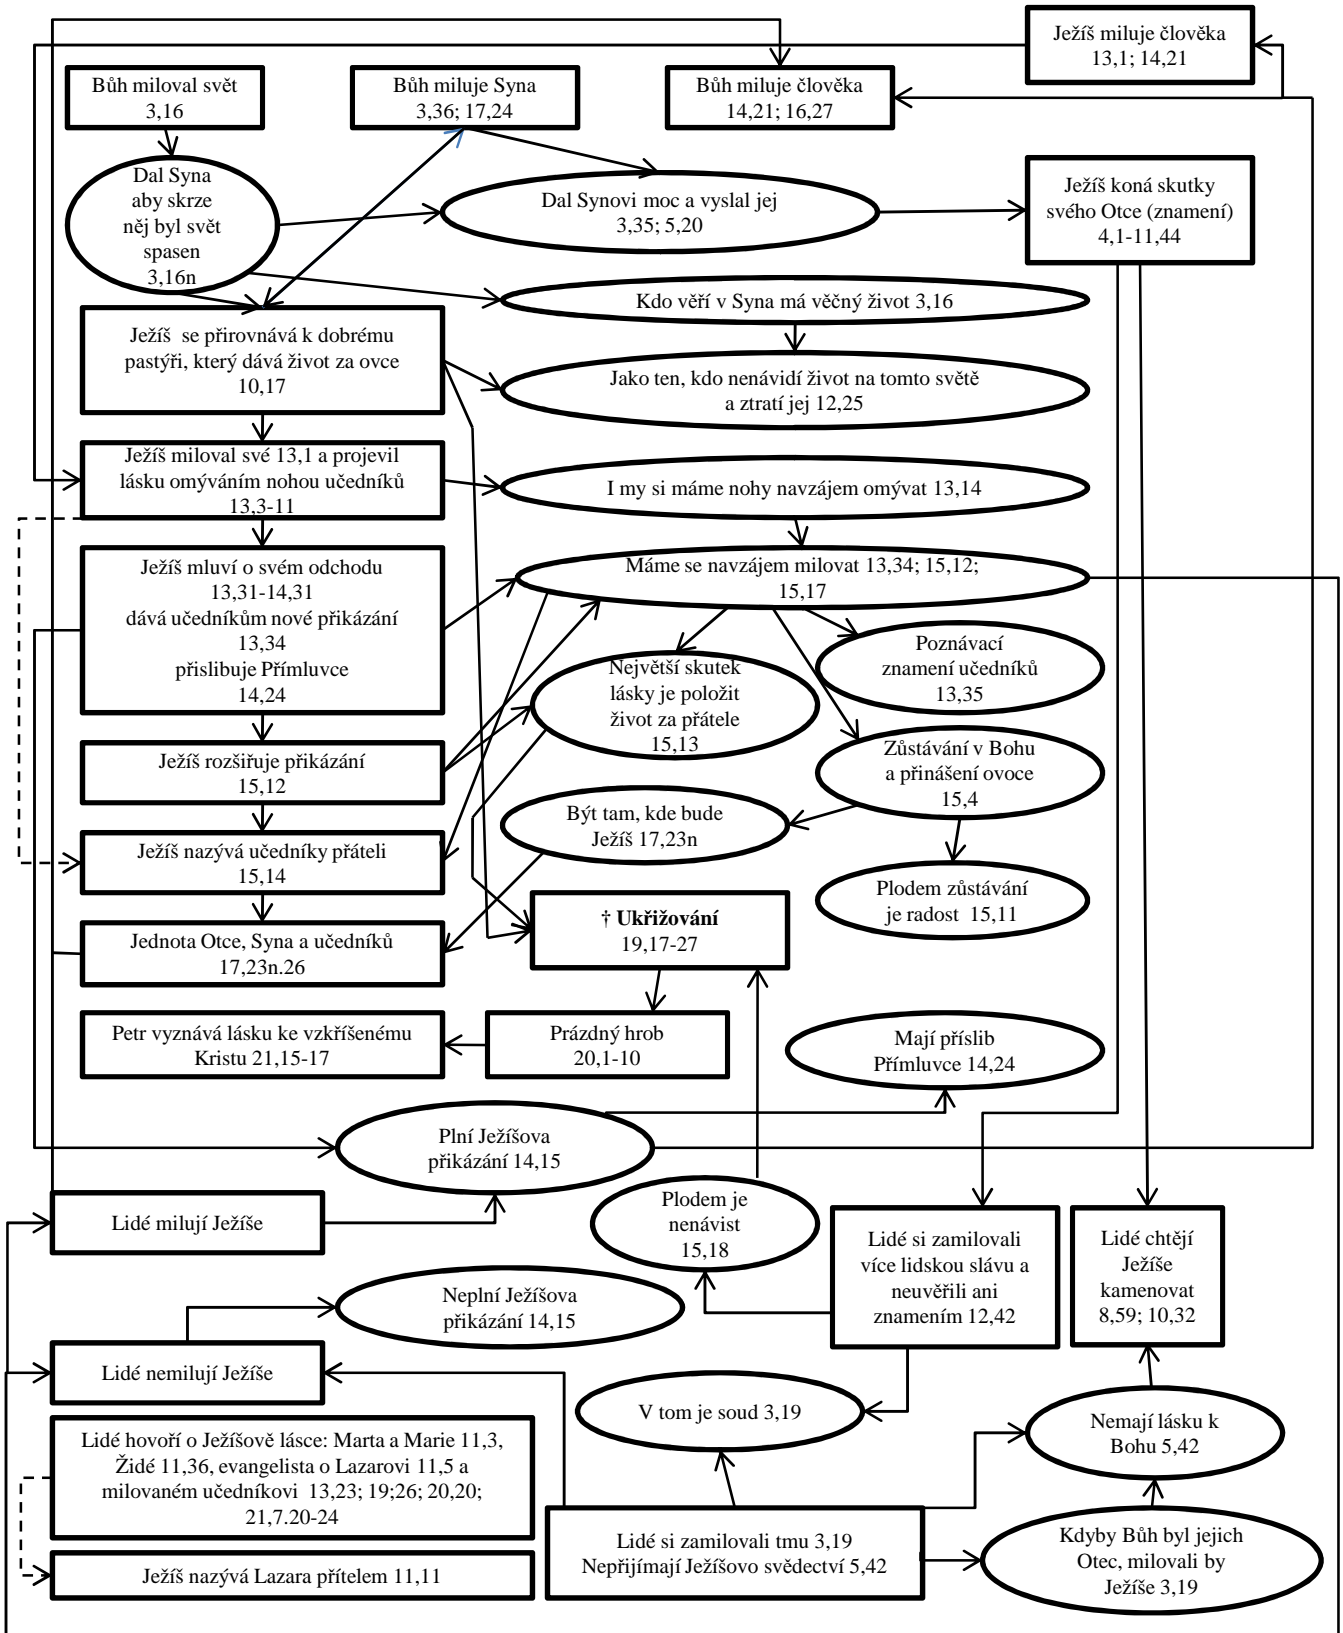 Ježíš miluje člověka
13,1; 14,21
Bůh miloval svět
3,16
Bůh miluje Syna
3,36; 17,24
Bůh miluje člověka
14,21; 16,27
Dal Syna
aby skrze
něj byl svět
spasen
3,16n
Dal Synovi moc a vyslal jej
3,35; 5,20
Ježíš koná skutky
svého Otce (znamení)
4,1-11,44
Kdo věří v Syna má věčný život 3,16
Ježíš se přirovnává k dobrému
pastýři, který dává život za ovce
10,17
Jako ten, kdo nenávidí život na tomto světě
a ztratí jej 12,25
Ježíš miloval své 13,1 a projevil
lásku omýváním nohou učedníků
13,3-11
I my si máme nohy navzájem omývat 13,14
Ježíš mluví o svém odchodu
13,31-14,31
dává učedníkům nové přikázání
13,34
přislibuje Přímluvce
14,24
Máme se navzájem milovat 13,34; 15,12;
15,17
Poznávací
znamení učedníků
13,35
Největší skutek
lásky je položit
život za přátele
15,13
Ježíš rozšiřuje přikázání
15,12
Zůstávání v Bohu
a přinášení ovoce
15,4
Být tam, kde bude
Ježíš 17,23n
Ježíš nazývá učedníky přáteli
15,14
Plodem zůstávání
je radost 15,11
† Ukřižování
19,17-27
Jednota Otce, Syna a učedníků
17,23n.26
Petr vyznává lásku ke vzkříšenému
Kristu 21,15-17
Prázdný hrob
20,1-10
Mají příslib
Přímluvce 14,24
Plní Ježíšova
přikázání 14,15
Lidé milují Ježíše
Plodem je
nenávist
15,18
Lidé si zamilovali
více lidskou slávu a
neuvěřili ani
znamením 12,42
Lidé chtějí
Ježíše
kamenovat
8,59; 10,32
Neplní Ježíšova
přikázání 14,15
Lidé nemilují Ježíše
V tom je soud 3,19
Nemají lásku k
Bohu 5,42
Lidé hovoří o Ježíšově lásce: Marta a Marie 11,3,
Židé 11,36, evangelista o Lazarovi 11,5 a
milovaném učedníkovi 13,23; 19;26; 20,20;
21,7.20-24
Lidé si zamilovali tmu 3,19
Nepřijímají Ježíšovo svědectví 5,42
Kdyby Bůh byl jejich
Otec, milovali by
Ježíše 3,19
Ježíš nazývá Lazara přítelem 11,11